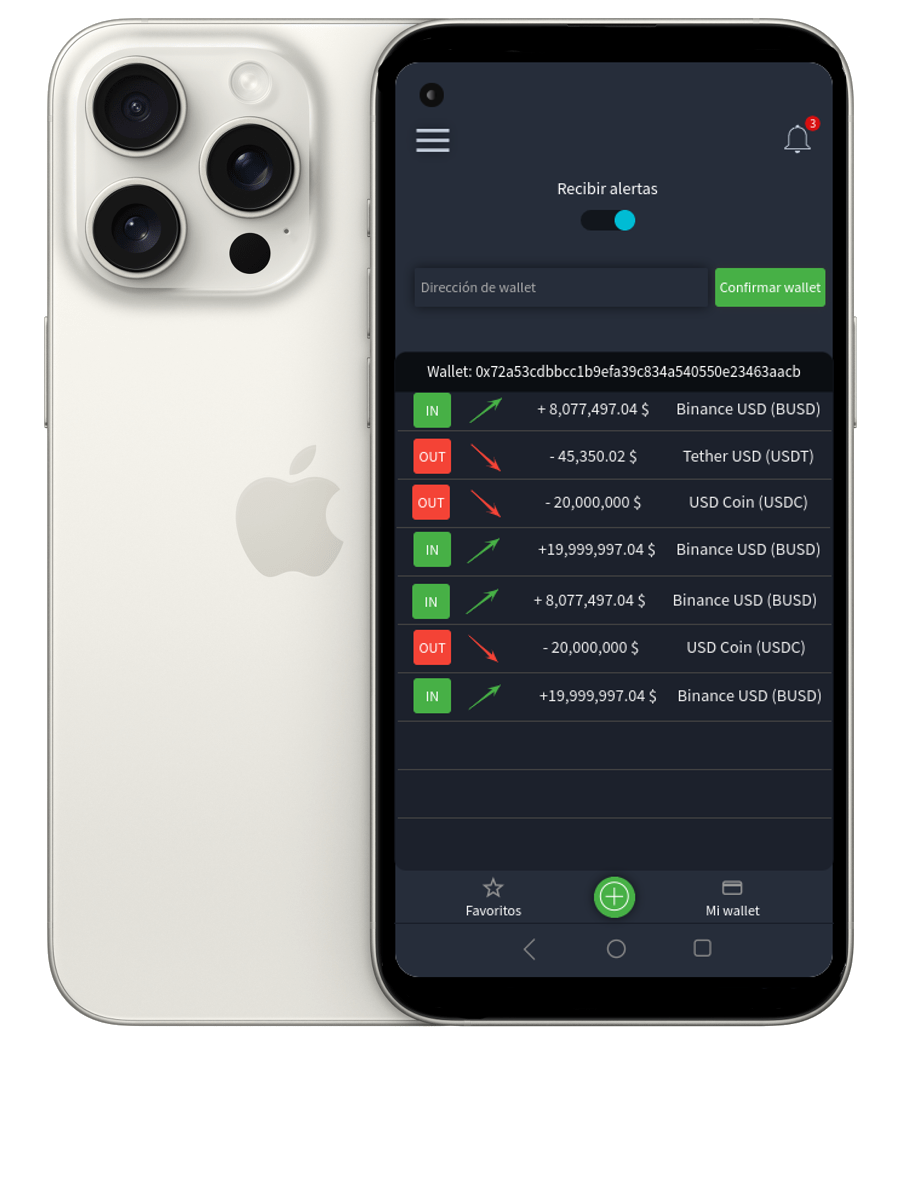 3
Recibir alertas
Dirección de wallet
Confirmar wallet
Wallet: 0x72a53cdbbcc1b9efa39c834a540550e23463aacb
IN + 8,077,497.04 $ Binance USD (BUSD)
OUT - 45,350.02 $ Tether USD (USDT)
OUT - 20,000,000 $ USD Coin (USDC)
IN +19,999,997.04 $ Binance USD (BUSD)
IN + 8,077,497.04 $ Binance USD (BUSD)
OUT - 20,000,000 $ USD Coin (USDC)
IN +19,999,997.04 $ Binance USD (BUSD)
Favoritos
Mi wallet